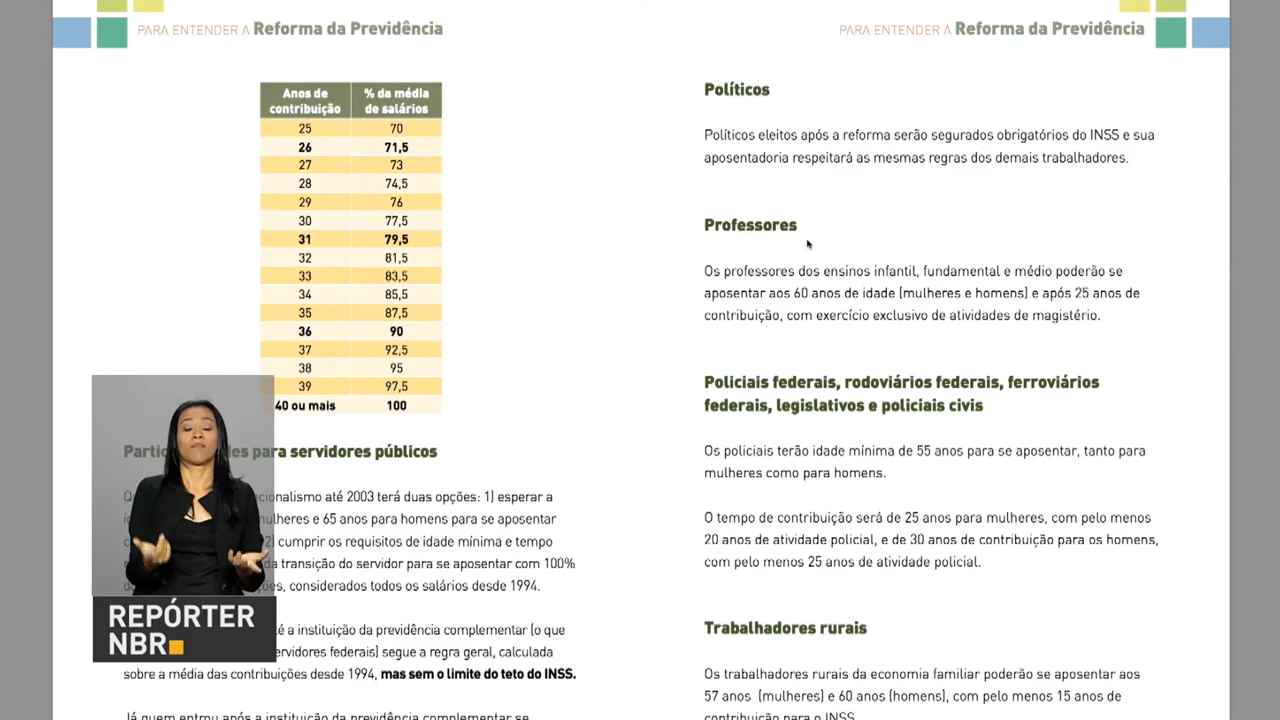 PARA ENTENDER A Reforma da Previdência
Anos de contribuição % da média de salários
25 70
26 71,5
27 73
28 74,5
29 76
30 77,5
31 79,5
32 81,5
33 83,5
34 85,5
35 87,5
36 90
37 92,5
38 95
39 97,5
40 ou mais 100
para servidores públicos
até 2003 terá duas opções: 1) esperar a
e 65 anos para homens para se aposentar
2) cumprir os requisitos de idade mínima e tempo
da transição do servidor para se aposentar com 100%
considerados todos os salários desde 1994.
a instituição da previdência complementar (o que
federais) segue a regra geral, calculada
sobre a média das contribuições desde 1994, mas sem o limite do teto do INSS.
Já quem entrou após a instituição da previdência complementar se
REPÓRTER
NBR
PARA ENTENDER A Reforma da Previdência
Políticos
Políticos eleitos após a reforma serão segurados obrigatórios do INSS e sua
aposentadoria respeitará as mesmas regras dos demais trabalhadores.
Professores
Os professores dos ensinos infantil, fundamental e médio poderão se
aposentar aos 60 anos de idade (mulheres e homens) e após 25 anos de
contribuição, com exercício exclusivo de atividades de magistério.
Policiais federais, rodoviários federais, ferroviários
federais, legislativos e policiais civis
Os policiais terão idade mínima de 55 anos para se aposentar, tanto para
mulheres como para homens.
O tempo de contribuição será de 25 anos para mulheres, com pelo menos
20 anos de atividade policial, e de 30 anos de contribuição para os homens,
com pelo menos 25 anos de atividade policial.
Trabalhadores rurais
Os trabalhadores rurais da economia familiar poderão se aposentar aos
57 anos (mulheres) e 60 anos (homens), com pelo menos 15 anos de
contribuição para o INSS.